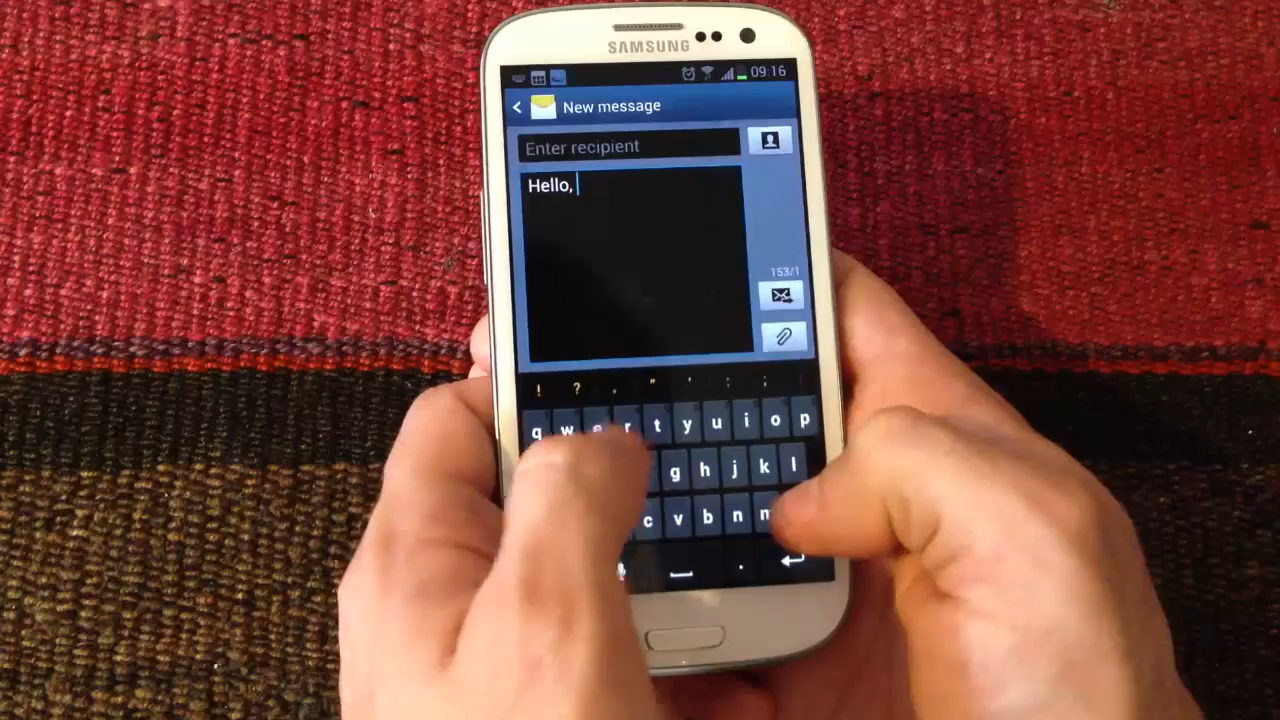 SAMSUNG
09:16
New message
Enter recipient
Hello,
153/1
! ? , " ' : ;
q w e r t y u i o p
g h j k l
c v b n m
.